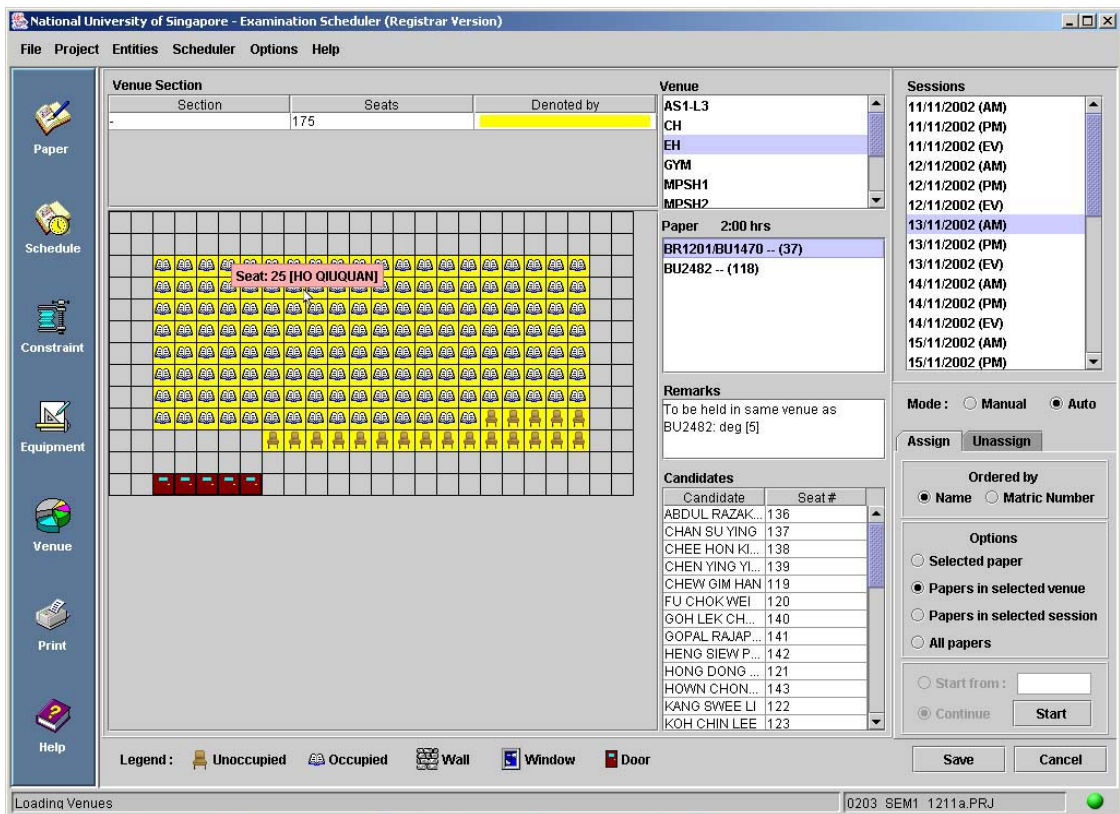 National University of Singapore - Examination Scheduler (Registrar Version)
File Project Entities Scheduler Options Help
Paper
Schedule
Constraint
Equipment
Venue
Print
Help
Venue Section
Section Seats Denoted by
- 175
Seat: 25 [HO QIUQUAN]
Legend : Unoccupied Occupied Wall Window Door
Venue
AS1-L3
CH
EH
GYM
MPSH1
MPSH2
Paper 2:00 hrs
BR1201/BU1470 -- (37)
BU2482 -- (118)
Remarks
To be held in same venue as
BU2482: deg [5]
Candidates
Candidate Seat #
ABDUL RAZAK... 136
CHAN SU YING 137
CHEE HON KI... 138
CHEN YING YI... 139
CHEW GIM HAN 119
FU CHOK WEI 120
GOH LEK CH... 140
GOPAL RAJAP... 141
HENG SIEW P... 142
HONG DONG ... 121
HOWN CHON... 143
KANG SWEE LI 122
KOH CHIN LEE 123
Sessions
11/11/2002 (AM)
11/11/2002 (PM)
11/11/2002 (EV)
12/11/2002 (AM)
12/11/2002 (PM)
12/11/2002 (EV)
13/11/2002 (AM)
13/11/2002 (PM)
13/11/2002 (EV)
14/11/2002 (AM)
14/11/2002 (PM)
14/11/2002 (EV)
15/11/2002 (AM)
15/11/2002 (PM)
Mode : Manual Auto
Assign Unassign
Ordered by
Name Matric Number
Options
Selected paper
Papers in selected venue
Papers in selected session
All papers
Start from :
Continue Start
Save Cancel
Loading Venues
0203 SEM1 1211a.PRJ